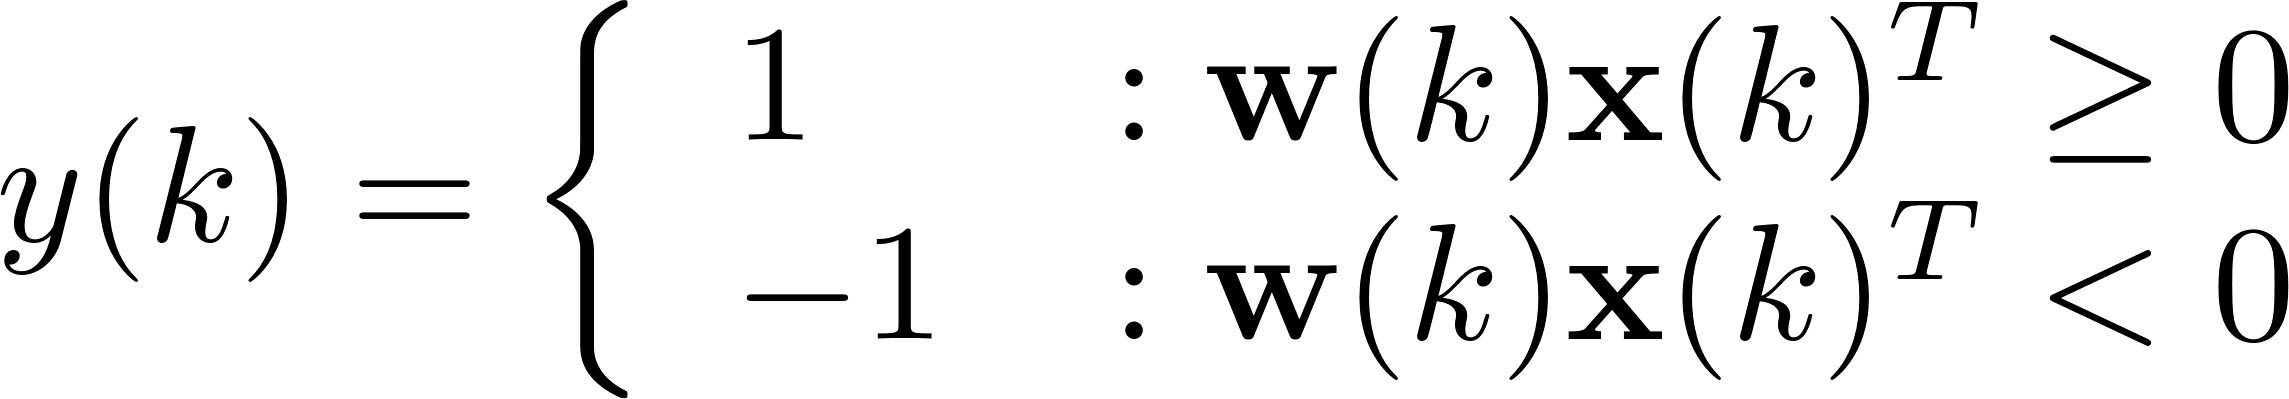 y(k) = { 1 : w(k)x(k)^T ≥ 0
−1 : w(k)x(k)^T < 0